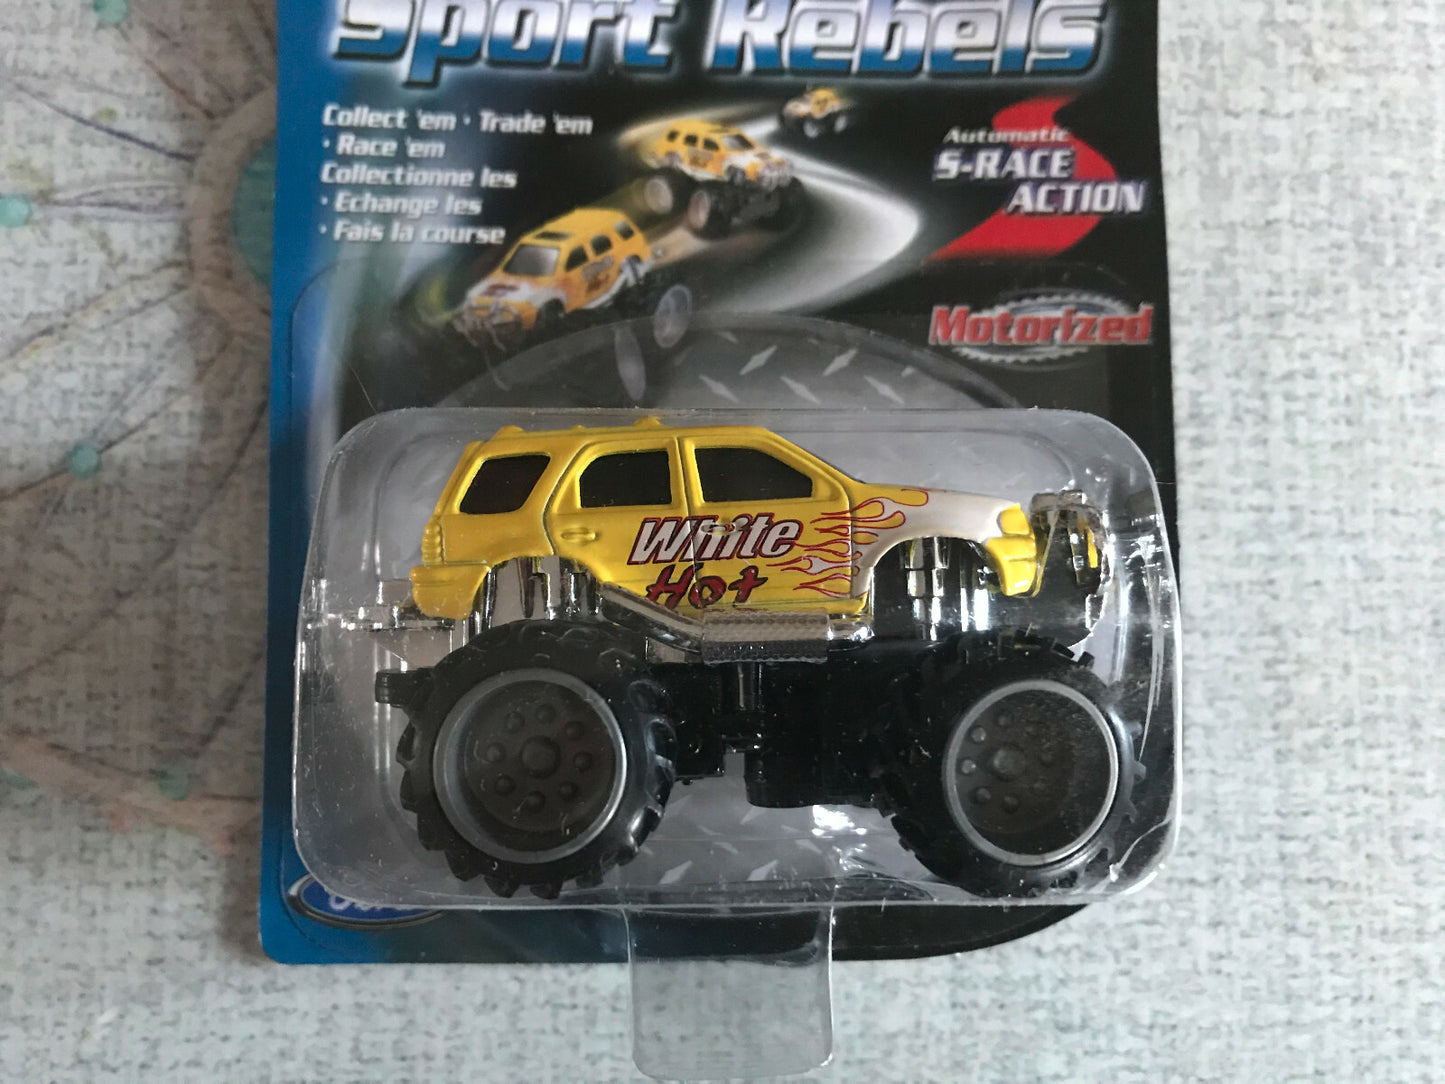 Sport Rebels
Collect 'em • Trade 'em
• Race 'em
Collectionne les
• Echange les
• Fais la course
Automatic
S-RACE
ACTION
Motorized
White
Hot